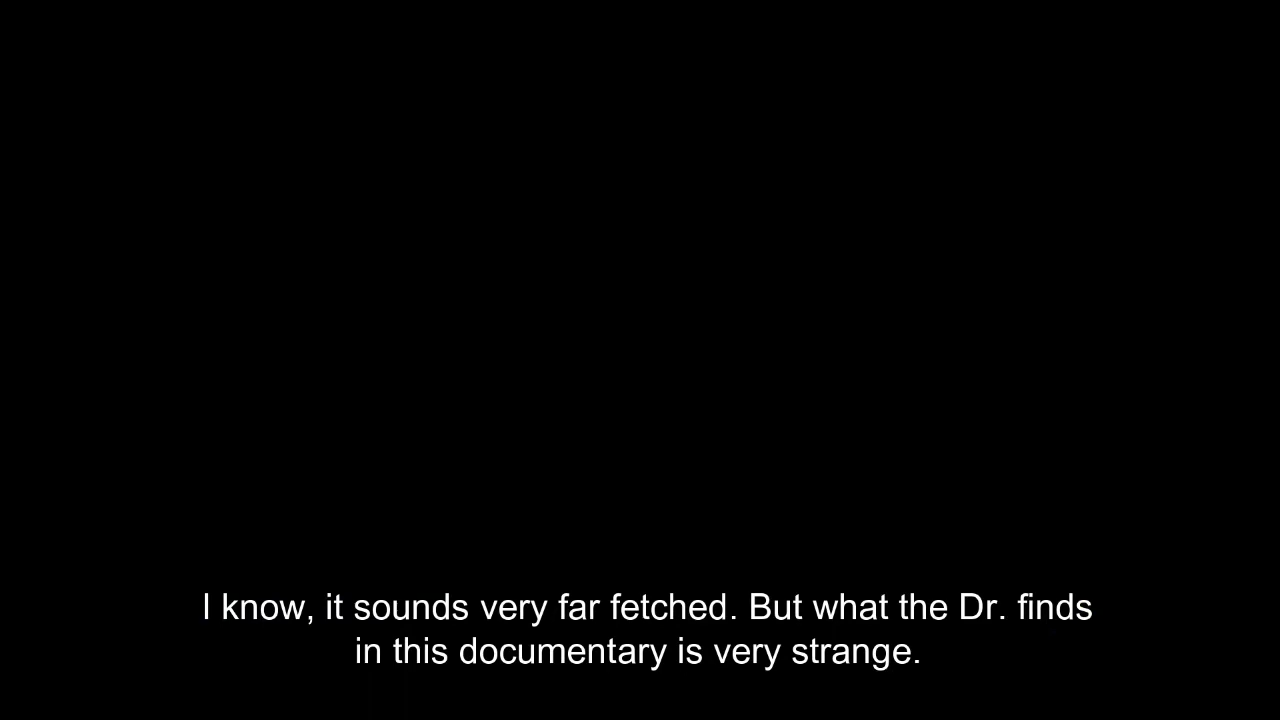 I know, it sounds very far fetched. But what the Dr. finds
in this documentary is very strange.